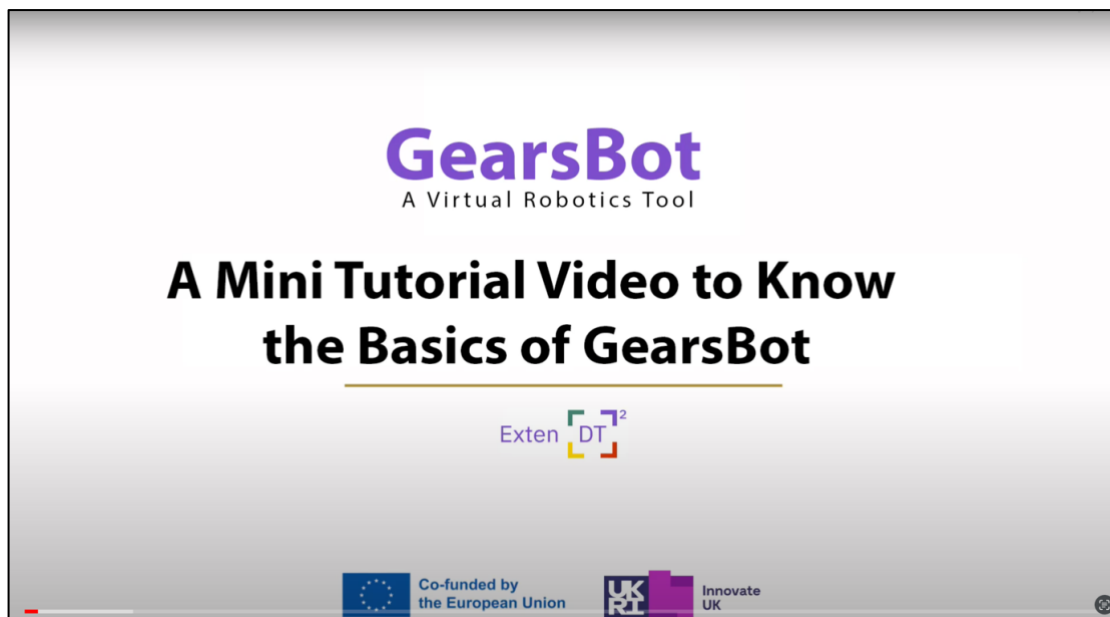 GearsBot
A Virtual Robotics Tool
A Mini Tutorial Video to Know
the Basics of GearsBot
Exten DT²
Co-funded by
the European Union
UK
RI
Innovate
UK